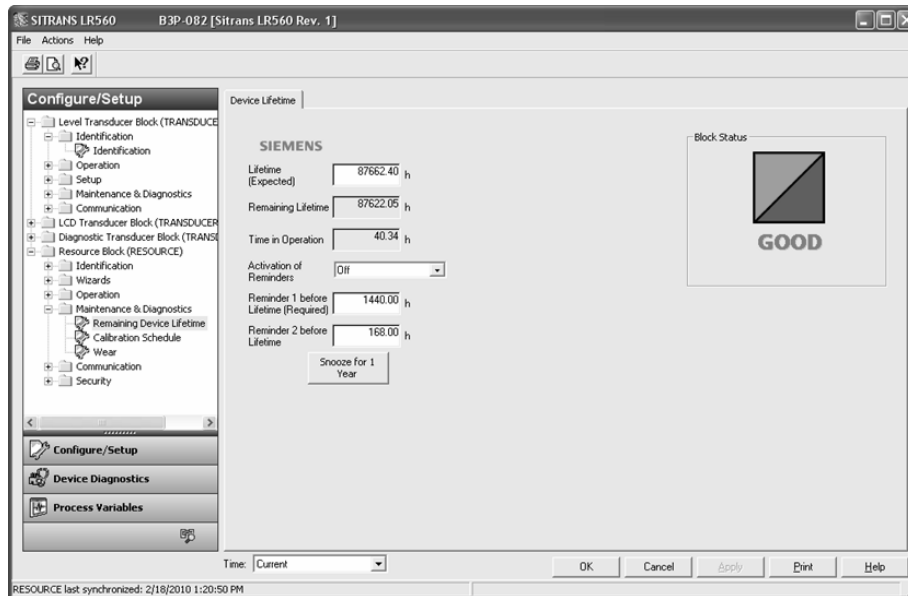 SITRANS LR560 B3P-082 [Sitrans LR560 Rev. 1]
File Actions Help
Configure/Setup
Level Transducer Block (TRANSDUCE
Identification
Identification
Operation
Setup
Maintenance & Diagnostics
Communication
LCD Transducer Block (TRANSDUCER
Diagnostic Transducer Block (TRANSD
Resource Block (RESOURCE)
Identification
Wizards
Operation
Maintenance & Diagnostics
Remaining Device Lifetime
Calibration Schedule
Wear
Communication
Security
Configure/Setup
Device Diagnostics
Process Variables
Device Lifetime
SIEMENS
Lifetime
(Expected) 87662.40 h
Remaining Lifetime 87622.05 h
Time in Operation 40.34 h
Activation of
Reminders Off
Reminder 1 before
Lifetime (Required) 1440.00 h
Reminder 2 before
Lifetime 168.00 h
Snooze for 1
Year
Block Status
GOOD
Time: Current
OK Cancel Apply Print Help
RESOURCE last synchronized: 2/18/2010 1:20:50 PM